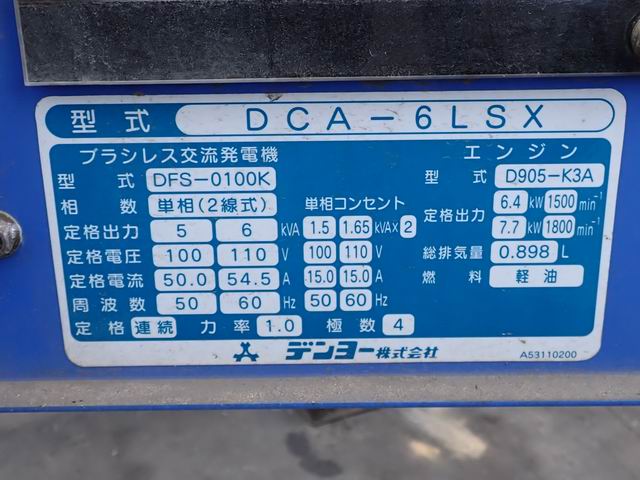 型式 DCA-6LSX
ブラシレス交流発電機 エンジン
型式 DFS-0100K 型式 D905-K3A
相数 単相(2線式) 単相コンセント 定格出力 6.4 kW 1500 min⁻¹
定格出力 5 6 kVA 1.5 1.65 kVA×2 7.7 kW 1800 min⁻¹
定格電圧 100 110 V 100 110 V 総排気量 0.898 L
定格電流 50.0 54.5 A 15.0 15.0 A 燃料 軽油
周波数 50 60 Hz 50 60 Hz
定格 連続 力率 1.0 極数 4
デンヨー株式会社 A53110200